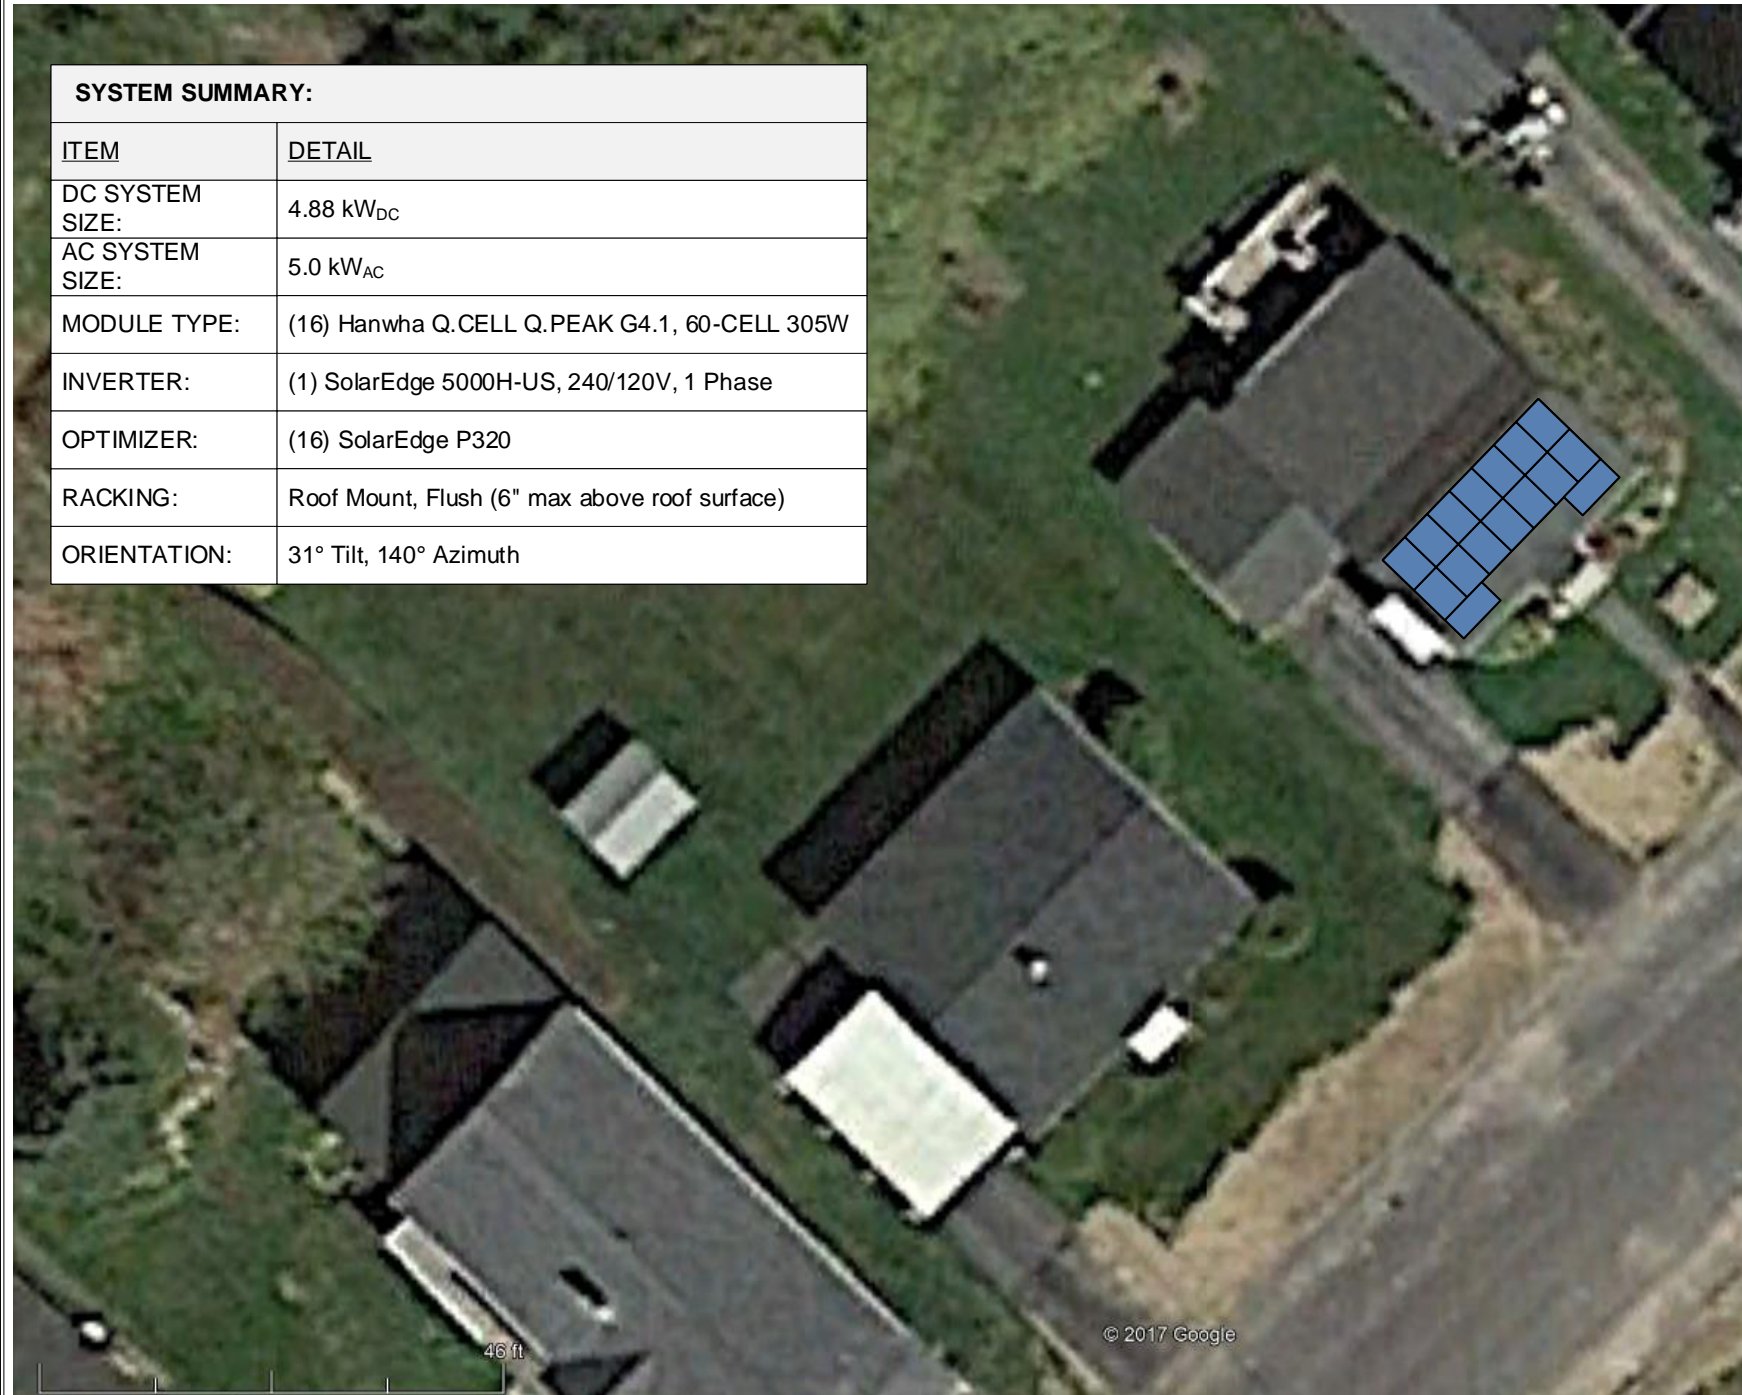 SYSTEM SUMMARY:
ITEM DETAIL
DC SYSTEM
SIZE: 4.88 kWDC
AC SYSTEM
SIZE: 5.0 kWAC
MODULE TYPE: (16) Hanwha Q.CELL Q.PEAK G4.1, 60-CELL 305W
INVERTER: (1) SolarEdge 5000H-US, 240/120V, 1 Phase
OPTIMIZER: (16) SolarEdge P320
RACKING: Roof Mount, Flush (6" max above roof surface)
ORIENTATION: 31° Tilt, 140° Azimuth
© 2017 Google
46 ft